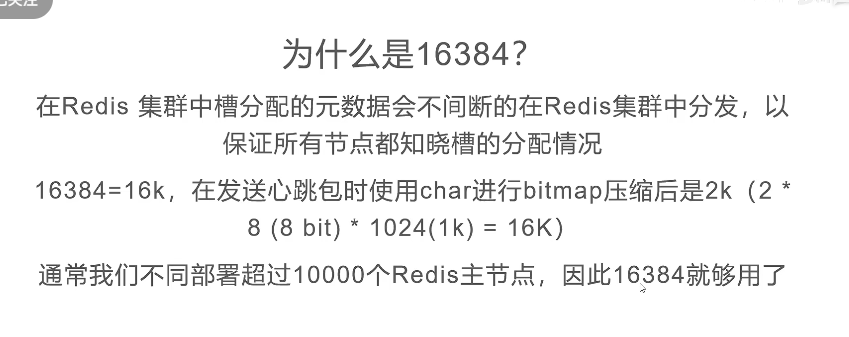 已关注
为什么是16384?
在Redis 集群中槽分配的元数据会不间断的在Redis集群中分发，以
保证所有节点都知晓槽的分配情况
16384=16k，在发送心跳包时使用char进行bitmap压缩后是2k（2 *
8 (8 bit) * 1024(1k) = 16K）
通常我们不同部署超过10000个Redis主节点，因此16384就够用了